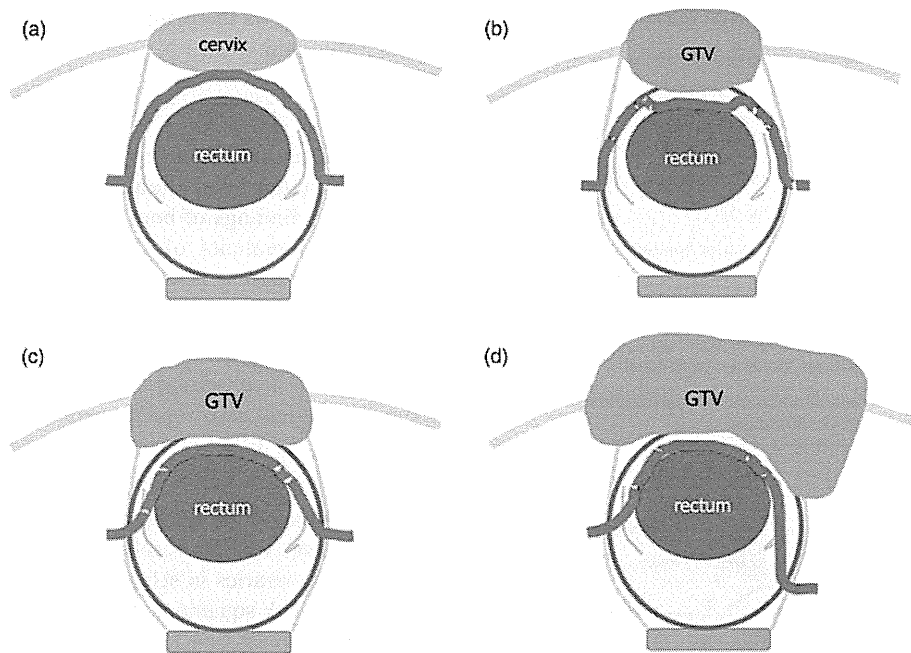 (a)
cervix
rectum
(b)
GTV
rectum
(c)
GTV
rectum
(d)
GTV
rectum